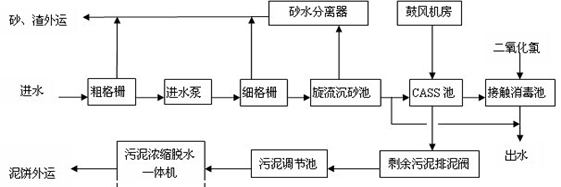 砂、渣外运
砂水分离器
鼓风机房
二氧化氯
进水
粗格栅
进水泵
细格栅
旋流沉砂池
CASS 池
接触消毒池
泥饼外运
污泥浓缩脱水
一体机
污泥调节池
剩余污泥排泥阀
出水